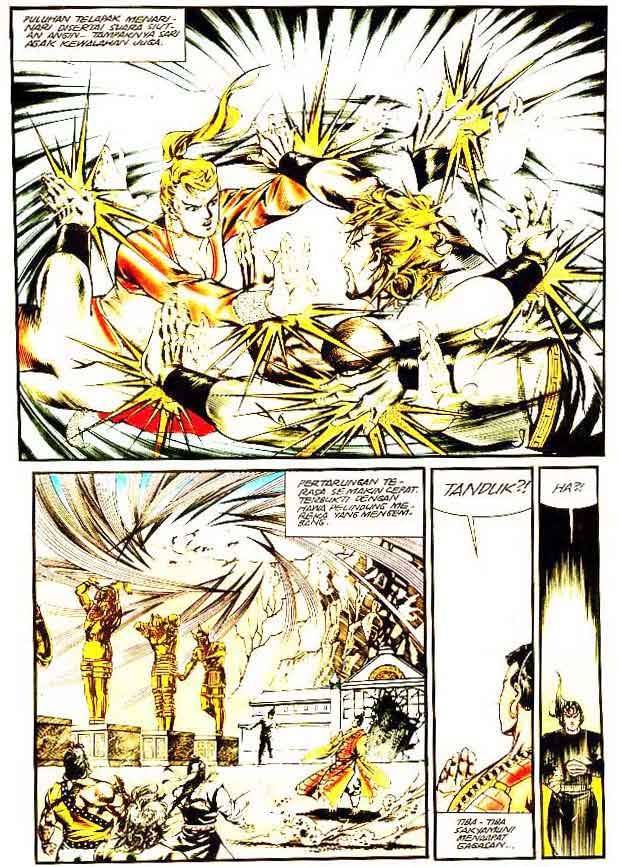 PULUHAN TELAPAK MENARI-
NARI DISERTAI SUARA SIUT-
AN ANGIN-- TAMPAKNYA SARI
AGAK KEWALAHAN JUGA.
PERTARUNGAN TE-
RASA SEMAKIN CEPAT.
TERBUKTI DENGAN
HAWA PELINDUNG ME-
REKA YANG MENGEM-
BANG.
TANDUK?!
HA?!
TIBA-TIBA
SAKYAMUNI
MENDAPAT
GAGASAN...